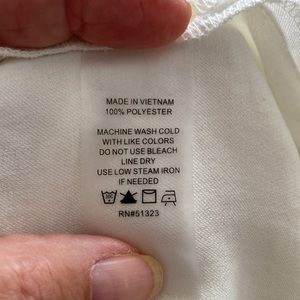 MADE IN VIETNAM
100% POLYESTER
MACHINE WASH COLD
WITH LIKE COLORS
DO NOT USE BLEACH
LINE DRY
USE LOW STEAM IRON
IF NEEDED
RN#51323